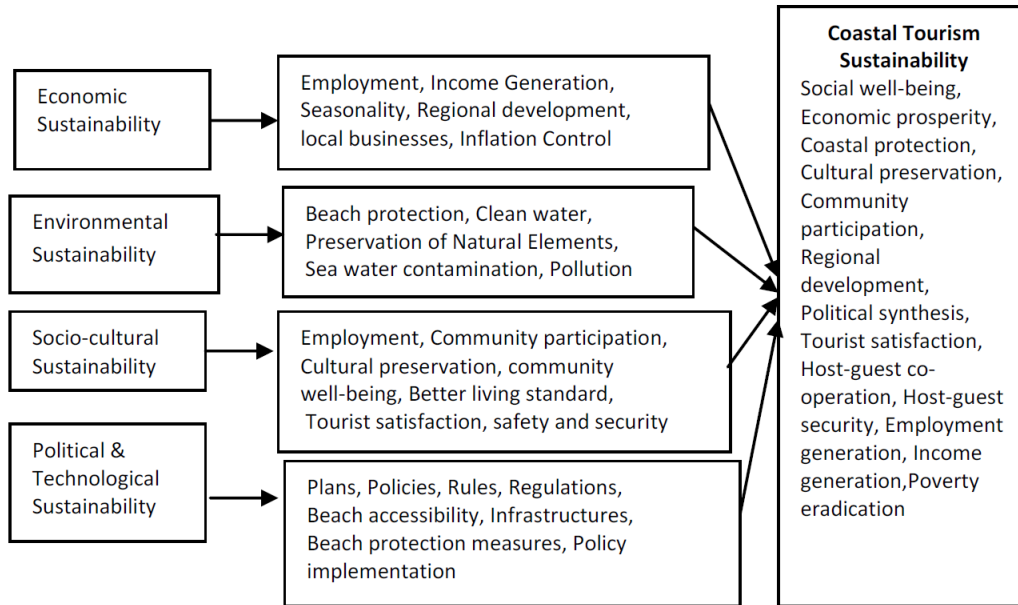 Economic
Sustainability
Employment, Income Generation,
Seasonality, Regional development,
local businesses, Inflation Control
Environmental
Sustainability
Beach protection, Clean water,
Preservation of Natural Elements,
Sea water contamination, Pollution
Socio-cultural
Sustainability
Employment, Community participation,
Cultural preservation, community
well-being, Better living standard,
Tourist satisfaction, safety and security
Political &
Technological
Sustainability
Plans, Policies, Rules, Regulations,
Beach accessibility, Infrastructures,
Beach protection measures, Policy
implementation
Coastal Tourism
Sustainability
Social well-being,
Economic prosperity,
Coastal protection,
Cultural preservation,
Community
participation,
Regional
development,
Political synthesis,
Tourist satisfaction,
Host-guest co-
operation, Host-guest
security, Employment
generation, Income
generation,Poverty
eradication